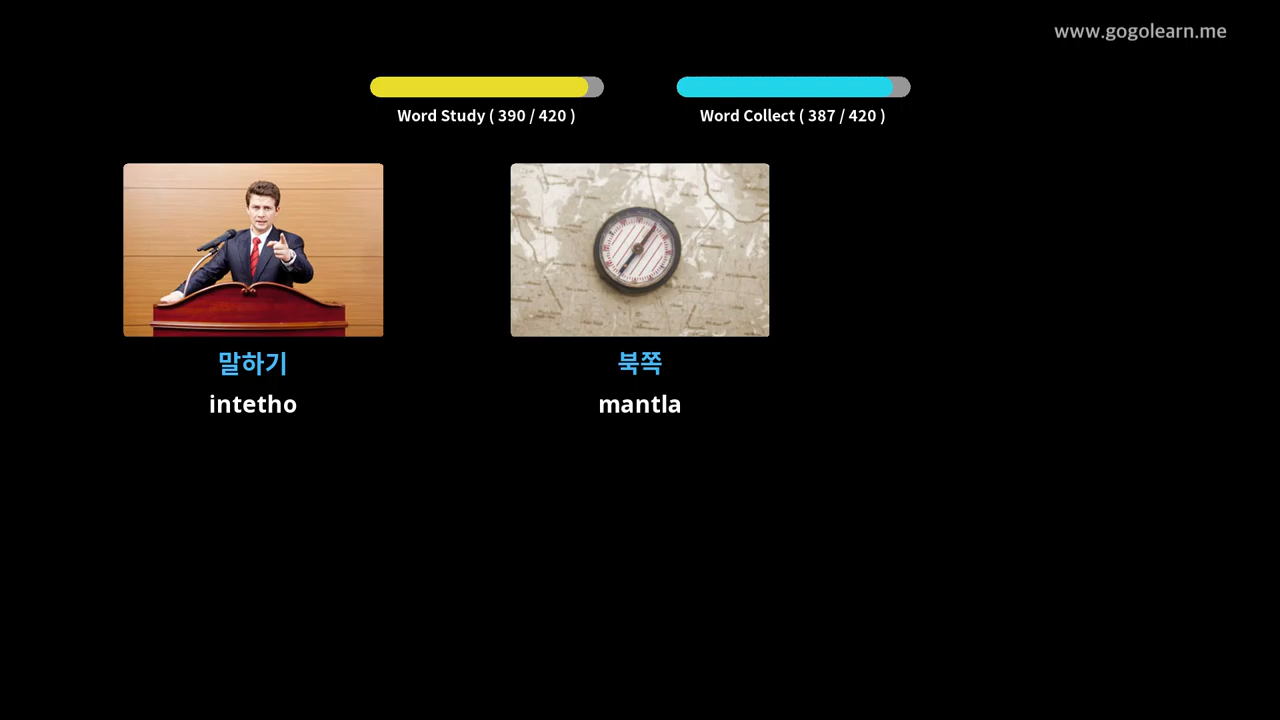 www.gogolearn.me
Word Study ( 390 / 420 )
Word Collect ( 387 / 420 )
말하기
intetho
북쪽
mantla